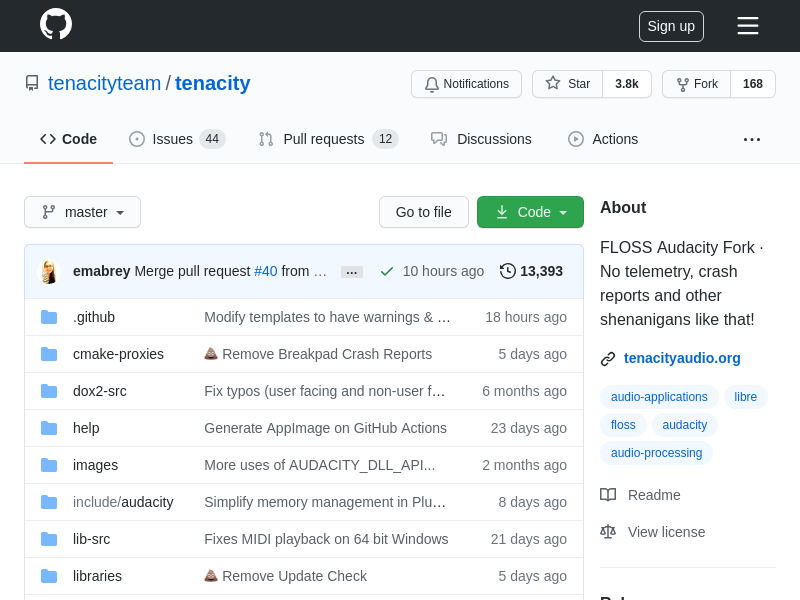 Sign up
tenacityteam / tenacity
Notifications
Star 3.8k
Fork 168
Code
Issues 44
Pull requests 12
Discussions
Actions
master
Go to file
Code
emabrey Merge pull request #40 from … 10 hours ago 13,393
.github Modify templates to have warnings & … 18 hours ago
cmake-proxies 💩 Remove Breakpad Crash Reports 5 days ago
dox2-src Fix typos (user facing and non-user f… 6 months ago
help Generate AppImage on GitHub Actions 23 days ago
images More uses of AUDACITY_DLL_API... 2 months ago
include/audacity Simplify memory management in Plu… 8 days ago
lib-src Fixes MIDI playback on 64 bit Windows 21 days ago
libraries 💩 Remove Update Check 5 days ago
About
FLOSS Audacity Fork ·
No telemetry, crash
reports and other
shenanigans like that!
tenacityaudio.org
audio-applications libre
floss audacity
audio-processing
Readme
View license